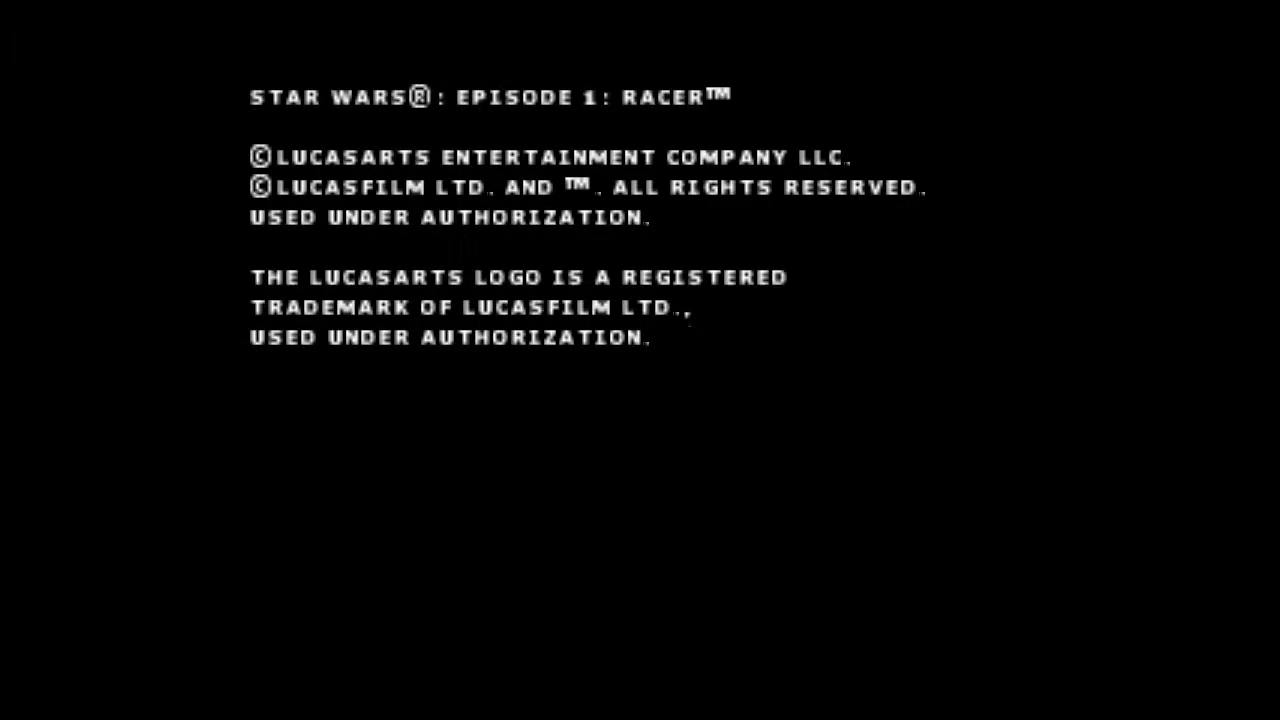 STAR WARS®: EPISODE 1: RACER™
©LUCASARTS ENTERTAINMENT COMPANY LLC.
©LUCASFILM LTD. AND ™. ALL RIGHTS RESERVED.
USED UNDER AUTHORIZATION.
THE LUCASARTS LOGO IS A REGISTERED
TRADEMARK OF LUCASFILM LTD.,
USED UNDER AUTHORIZATION.